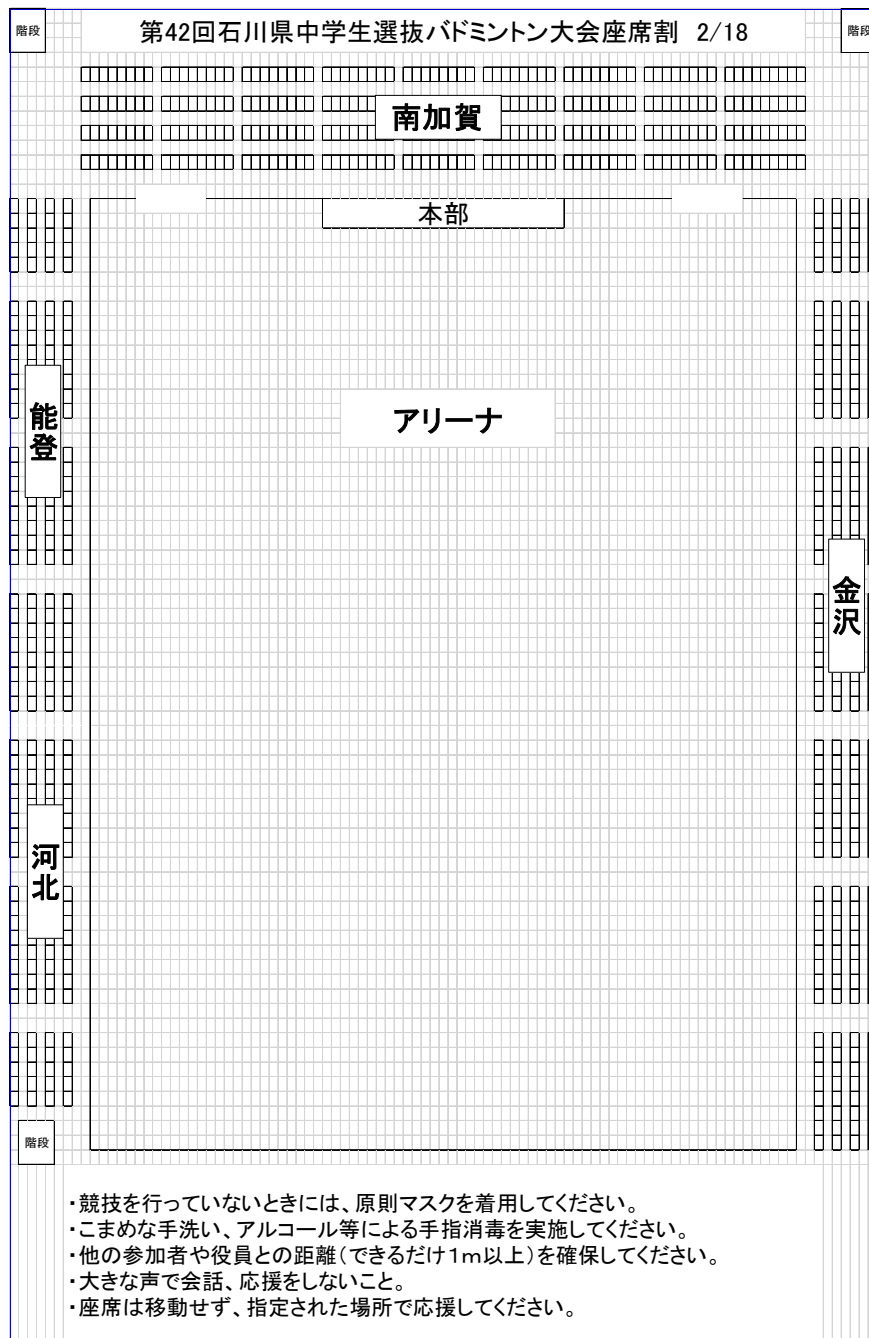 階段
第42回石川県中学生選抜バドミントン大会座席割 2/18
階段
南加賀
本部
アリーナ
能登
金沢
河北
階段
・競技を行っていないときには、原則マスクを着用してください。
・こまめな手洗い、アルコール等による手指消毒を実施してください。
・他の参加者や役員との距離（できるだけ1m以上）を確保してください。
・大きな声で会話、応援をしないこと。
・座席は移動せず、指定された場所で応援してください。